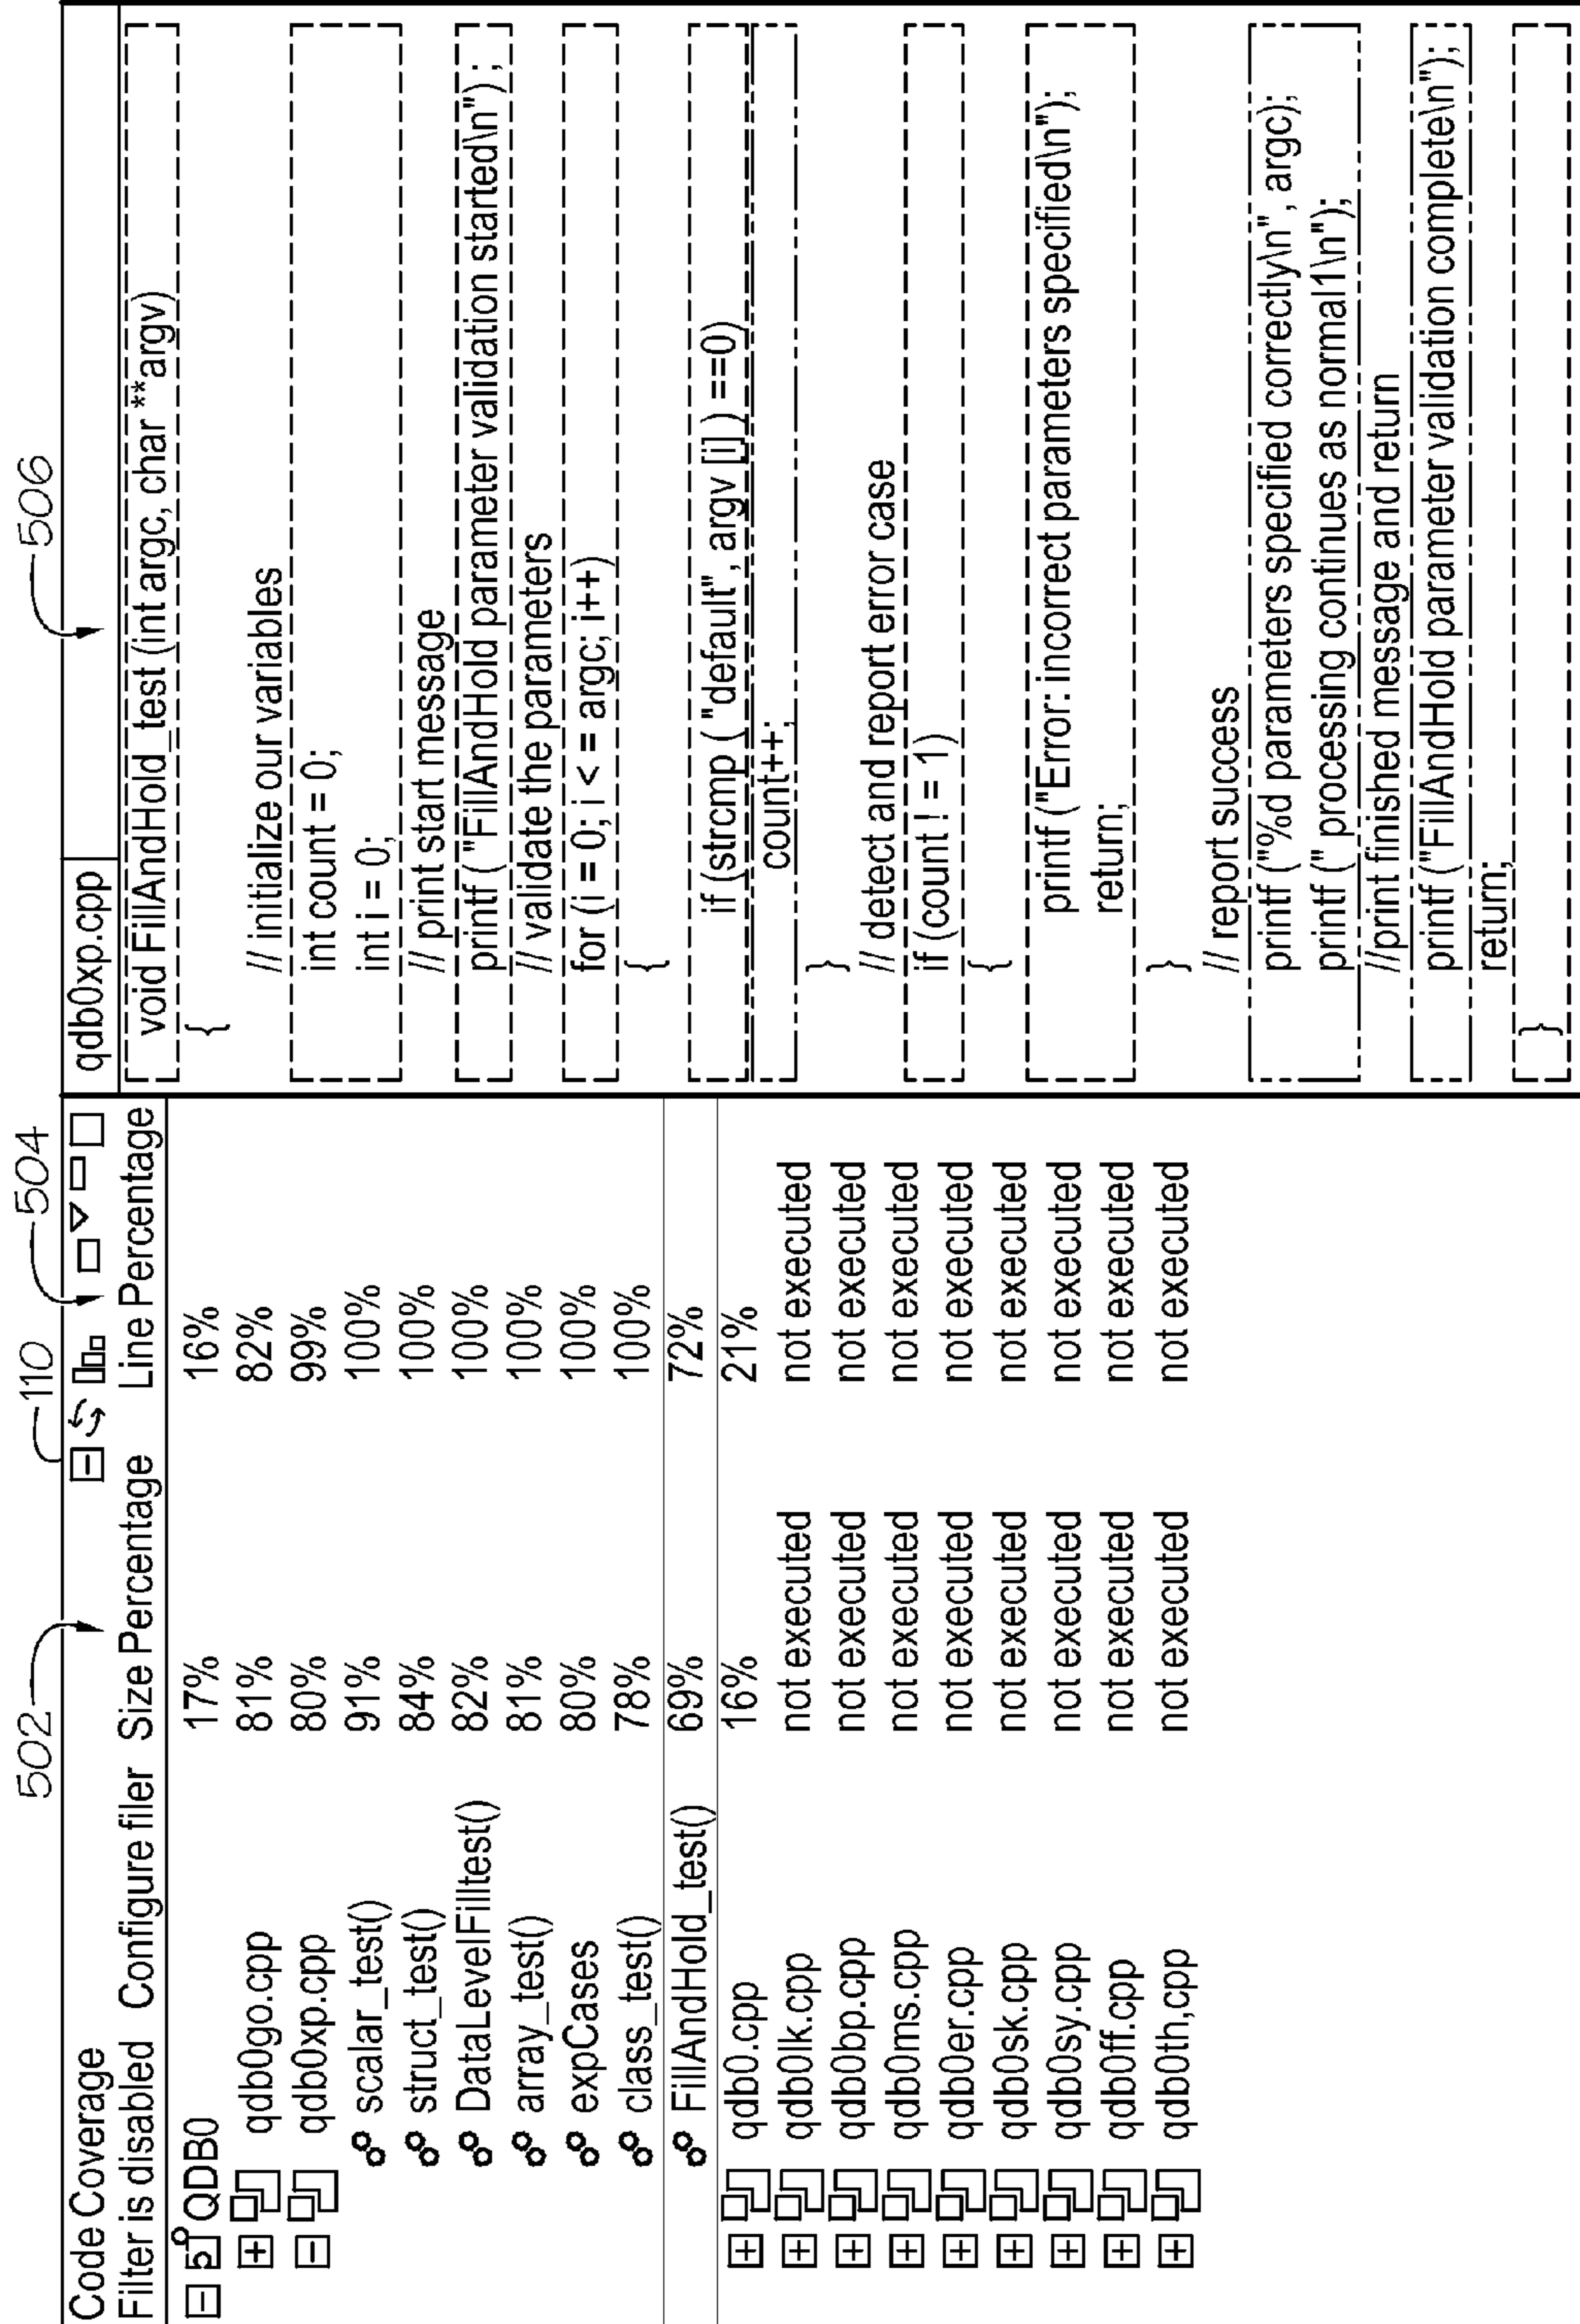 502
110
504
506
Code Coverage
Filter is disabled Configure filer Size Percentage Line Percentage
QDB0 17% 16%
qdb0go.cpp 81% 82%
qdb0xp.cpp 80% 99%
scalar_test() 91% 100%
struct_test() 84% 100%
DataLevelFilltest() 82% 100%
array_test() 81% 100%
expCases 80% 100%
class_test() 78% 100%
FillAndHold_test() 69% 72%
qdb0.cpp 16% 21%
qdb0lk.cpp not executed not executed
qdb0bp.cpp not executed not executed
qdb0ms.cpp not executed not executed
qdb0er.cpp not executed not executed
qdb0sk.cpp not executed not executed
qdb0sy.cpp not executed not executed
qdb0ff.cpp not executed not executed
qdb0th,cpp not executed not executed
qdb0xp.cpp
void FillAndHold_test (int argc, char **argv)
{
// initialize our variables
int count = 0;
int i = 0;
// print start message
printf ("FillAndHold parameter validation started\n") ;
// validate the parameters
for (i = 0; i < = argc; i++)
{
if (strcmp ( "default", argv [i] ) ==0)
count++;
}
// detect and report error case
if (count ! = 1)
{
printf ("Error: incorrect parameters specified\n");
return;
}
// report success
printf ("%d parameters specified correctly\n", argc);
printf (" processing continues as normal1\n");
//print finished message and return
printf ("FillAndHold parameter validation complete\n");
return;
}